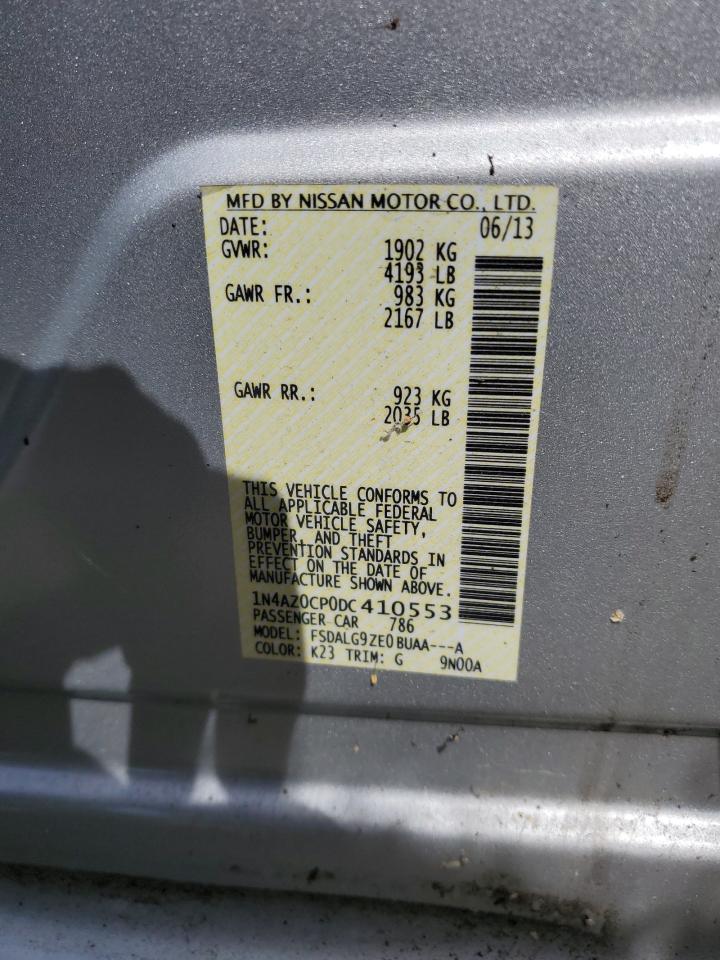 MFD BY NISSAN MOTOR CO., LTD.
DATE: 06/13
GVWR: 1902 KG
4193 LB
GAWR FR.: 983 KG
2167 LB
GAWR RR.: 923 KG
2035 LB
THIS VEHICLE CONFORMS TO
ALL APPLICABLE FEDERAL
MOTOR VEHICLE SAFETY,
BUMPER, AND THEFT
PREVENTION STANDARDS IN
EFFECT ON THE DATE OF
MANUFACTURE SHOWN ABOVE.
1N4AZ0CP0DC410553
PASSENGER CAR 786
MODEL: FSDALG9ZE0BUAA---A
COLOR: K23 TRIM: G 9N00A